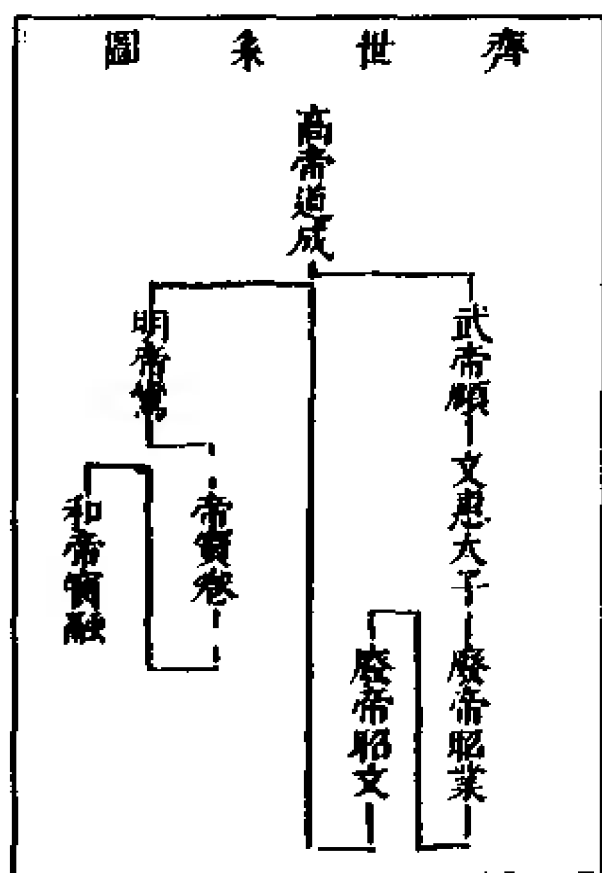 齊世系圖
高帝道成
武帝賾
文惠太子
廢帝昭業
廢帝昭文
明帝鸞
帝寶卷
和帝寶融